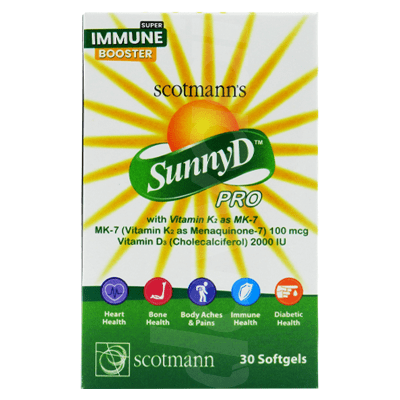 SUPER
IMMUNE
BOOSTER
scotmann's
SunnyD™
PRO
with Vitamin K₂ as MK-7
MK-7 (Vitamin K₂ as Menaquinone-7) 100 mcg
Vitamin D₃ (Cholecalciferol) 2000 IU
Heart Health
Bone Health
Body Aches & Pains
Immune Health
Diabetic Health
scotmann
30 Softgels